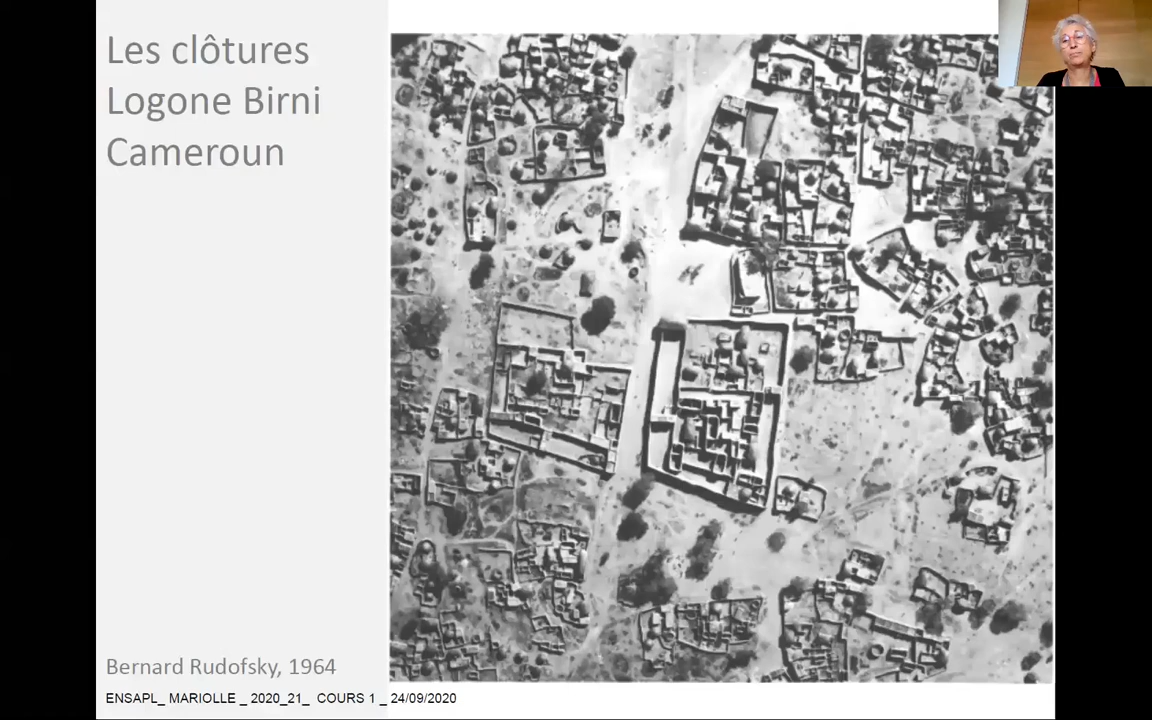 Les clôtures
Logone Birni
Cameroun
Bernard Rudofsky, 1964
ENSAPL_ MARIOLLE _ 2020_21_ COURS 1 _ 24/09/2020